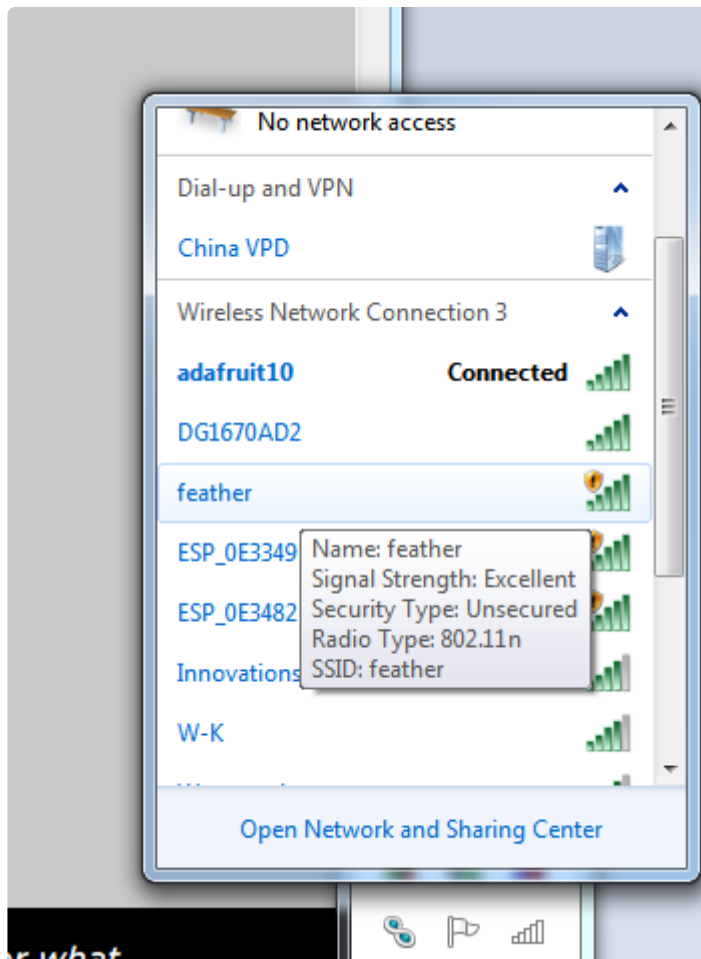 No network access
Dial-up and VPN
China VPD
Wireless Network Connection 3
adafruit10 Connected
DG1670AD2
feather
ESP_0E3349
Name: feather
Signal Strength: Excellent
ESP_0E3482
Security Type: Unsecured
Radio Type: 802.11n
Innovations
SSID: feather
W-K
Open Network and Sharing Center
what